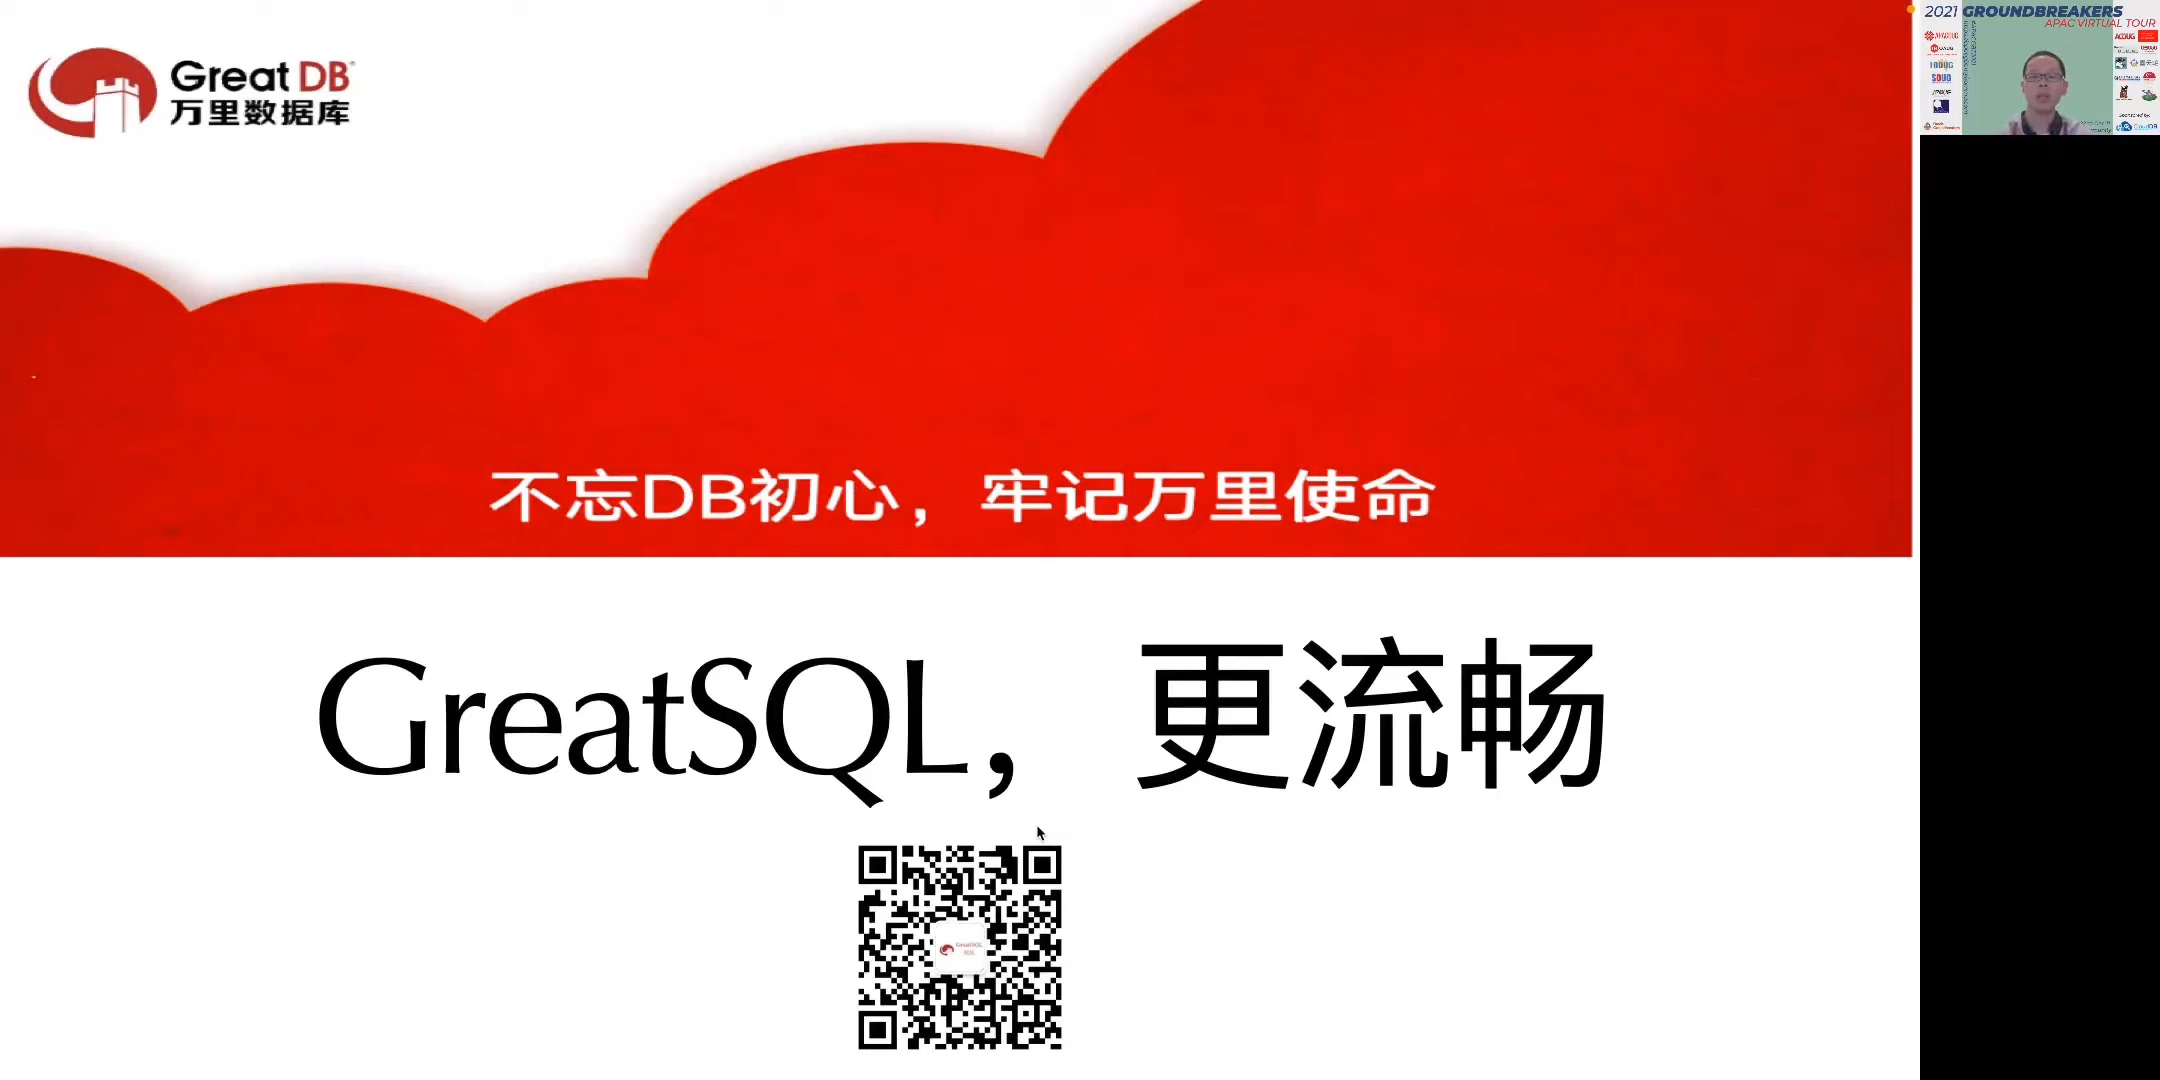 Great DB
万里数据库
不忘DB初心，牢记万里使命
GreatSQL，更流畅
2021 GROUNDBREAKERS
APAC VIRTUAL TOUR